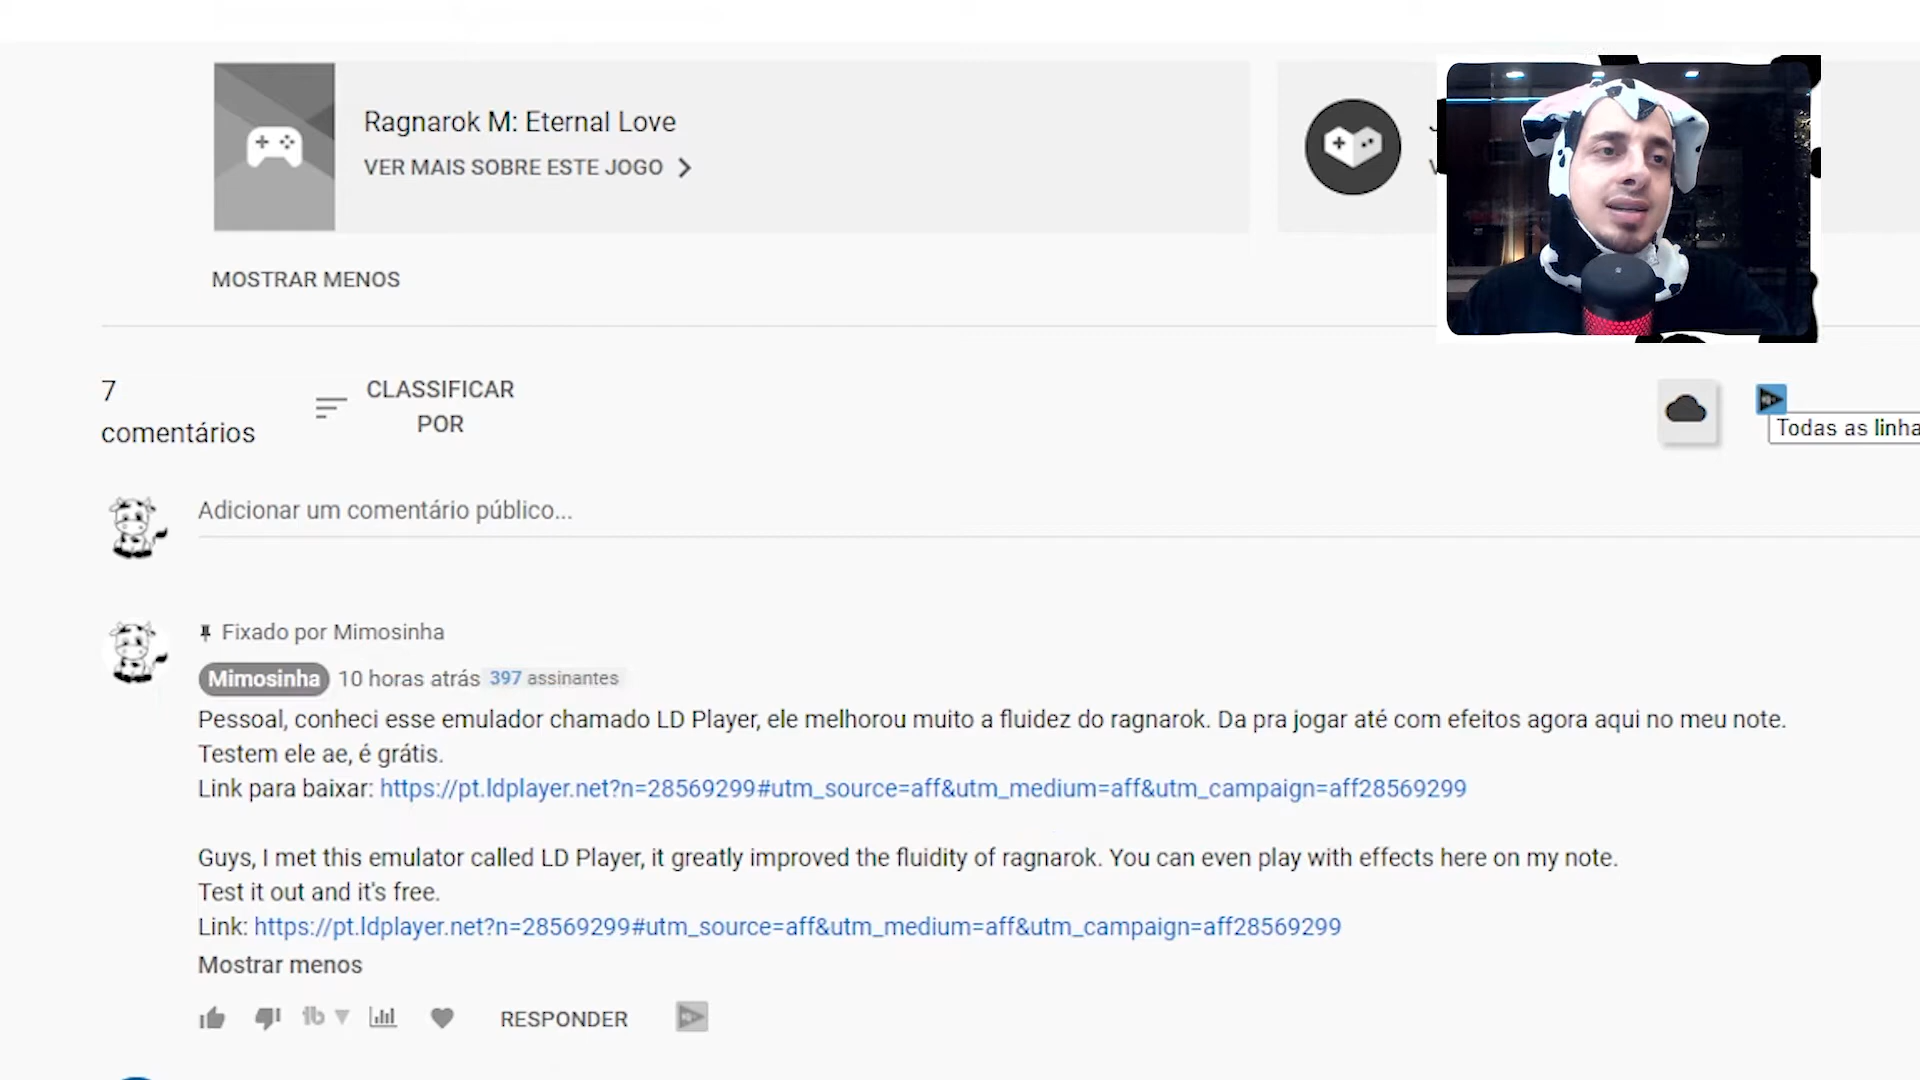 Ragnarok M: Eternal Love
VER MAIS SOBRE ESTE JOGO
MOSTRAR MENOS
7
comentários
CLASSIFICAR
POR
Todas as linha
Adicionar um comentário público...
Fixado por Mimosinha
Mimosinha 10 horas atrás 397 assinantes
Pessoal, conheci esse emulador chamado LD Player, ele melhorou muito a fluidez do ragnarok. Da pra jogar até com efeitos agora aqui no meu note.
Testem ele ae, é grátis.
Link para baixar: https://pt.ldplayer.net?n=28569299#utm_source=aff&utm_medium=aff&utm_campaign=aff28569299
Guys, I met this emulator called LD Player, it greatly improved the fluidity of ragnarok. You can even play with effects here on my note.
Test it out and it's free.
Link: https://pt.ldplayer.net?n=28569299#utm_source=aff&utm_medium=aff&utm_campaign=aff28569299
Mostrar menos
RESPONDER